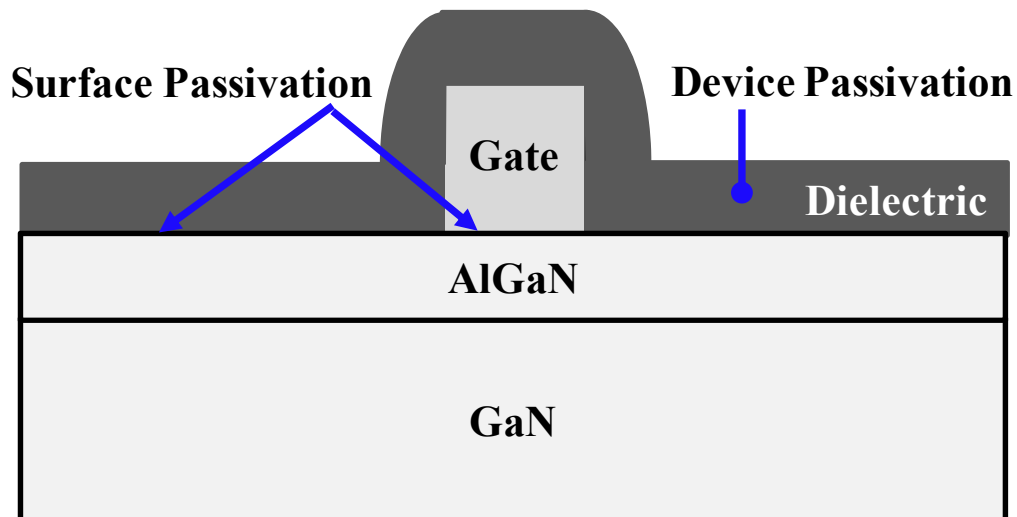 Surface Passivation
Device Passivation
Gate
Dielectric
AlGaN
GaN